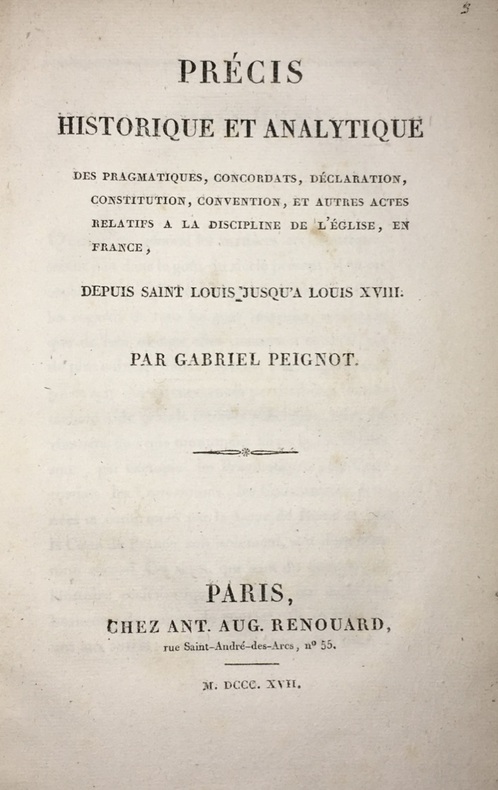 5
PRÉCIS
HISTORIQUE ET ANALYTIQUE
DES PRAGMATIQUES, CONCORDATS, DÉCLARATION,
CONSTITUTION, CONVENTION, ET AUTRES ACTES
RELATIFS A LA DISCIPLINE DE L'ÉGLISE, EN
FRANCE,
DEPUIS SAINT LOUIS JUSQU'A LOUIS XVIII.
PAR GABRIEL PEIGNOT.
PARIS,
CHEZ ANT. AUG. RENOUARD,
rue Saint-André-des-Arcs, nº 55.
M. DCCC. XVII.